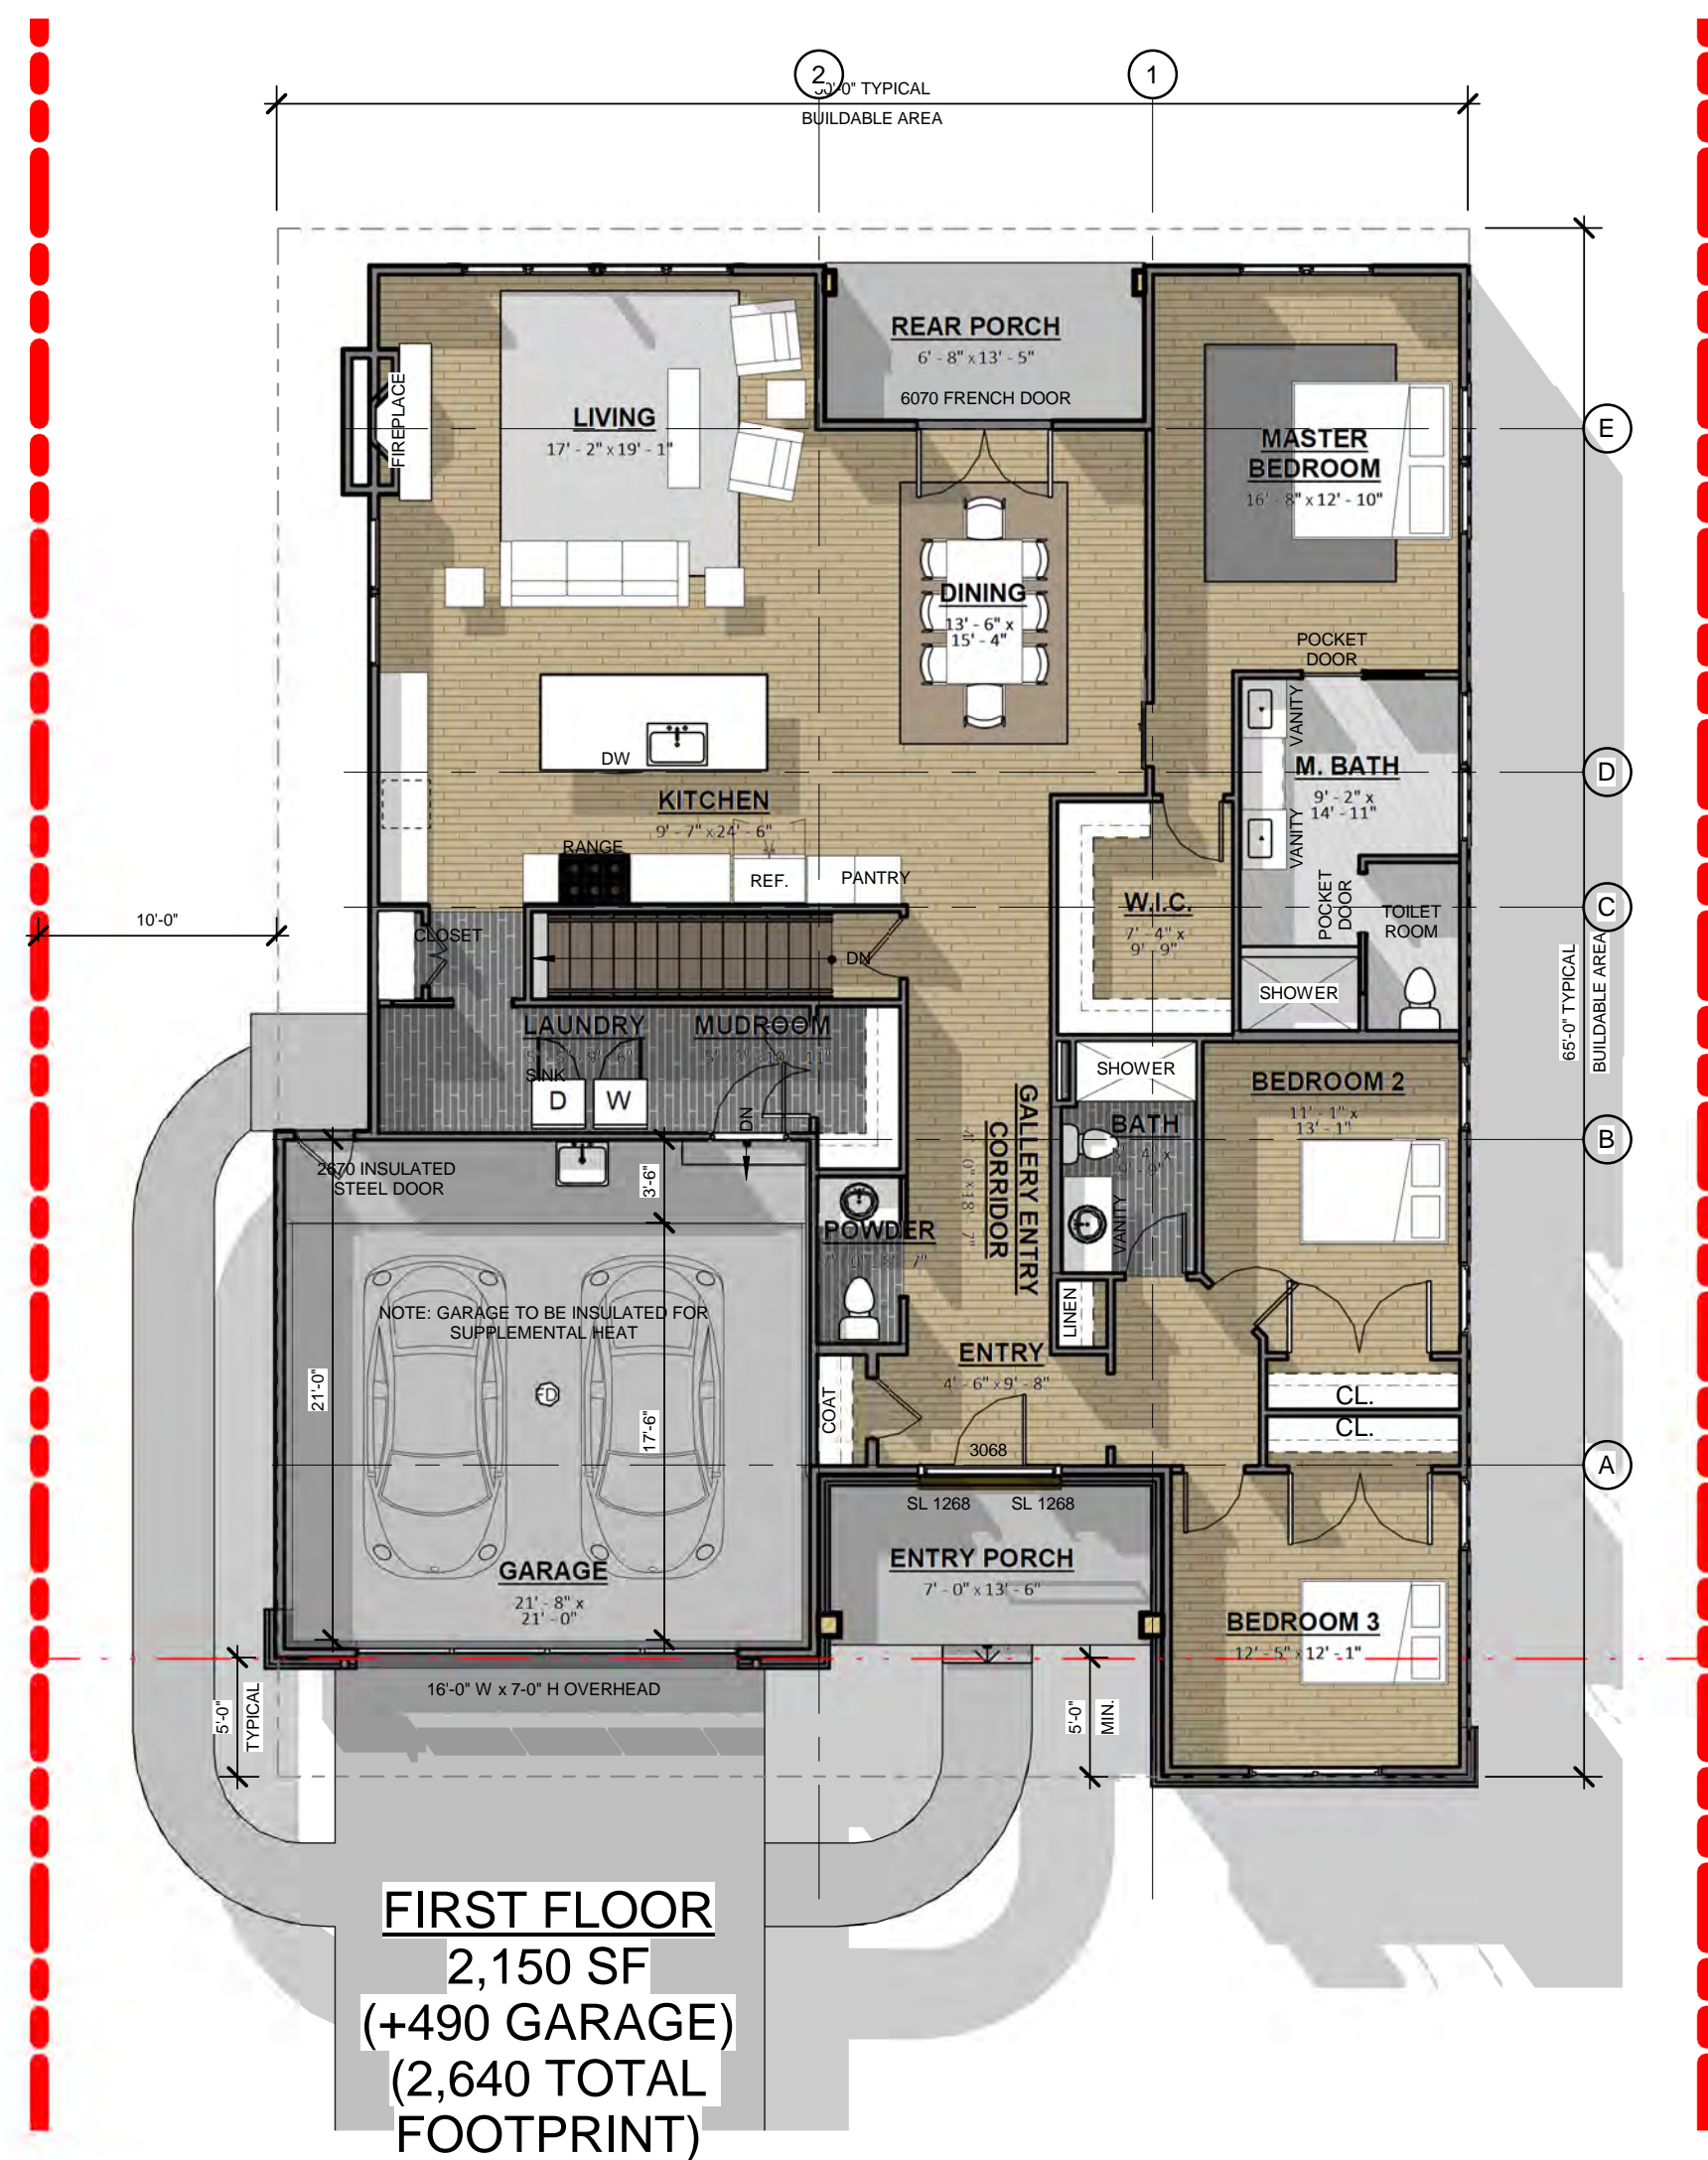 2
1
TYPICAL
BUILDABLE AREA
REAR PORCH
6' - 8" x 13' - 5"
6070 FRENCH DOOR
FIREPLACE
LIVING
17' - 2" x 19' - 1"
MASTER
BEDROOM
16' - 8" x 12' - 10"
E
DINING
13' - 6" x
15' - 4"
POCKET
DOOR
VANITY
DW
M. BATH
9' - 2" x
14' - 11"
D
KITCHEN
9' - 7" x 24' - 6"
RANGE
REF.
PANTRY
VANITY
W.I.C.
7' - 4" x
9' - 9"
POCKET
DOOR
TOILET
ROOM
C
10'-0"
CLOSET
DN
SHOWER
65'-0" TYPICAL
BUILDABLE AREA
LAUNDRY
MUDROOM
SINK
D
W
DN
SHOWER
BEDROOM 2
11' - 1" x
13' - 1"
GALLERY ENTRY
CORRIDOR
BATH
B
2670 INSULATED
STEEL DOOR
3'-6"
POWDER
VANITY
NOTE: GARAGE TO BE INSULATED FOR
SUPPLEMENTAL HEAT
LINEN
ENTRY
4' - 6" x 9' - 8"
21'-0"
FD
17'-6"
COAT
CL.
CL.
3068
A
SL 1268
SL 1268
GARAGE
21' - 8" x
21' - 0"
ENTRY PORCH
7' - 0" x 13' - 6"
BEDROOM 3
12' - 5" x 12' - 1"
16'-0" W x 7-0" H OVERHEAD
5'-0"
TYPICAL
5'-0"
MIN.
FIRST FLOOR
2,150 SF
(+490 GARAGE)
(2,640 TOTAL
FOOTPRINT)